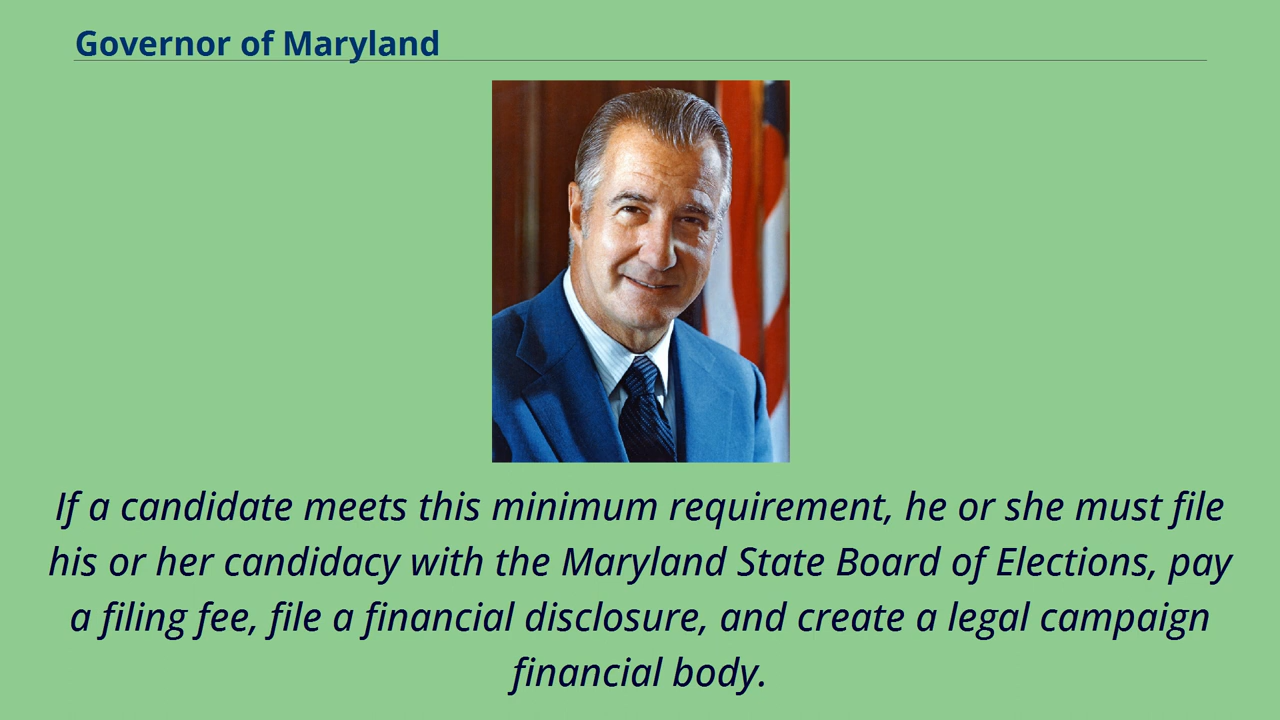 Governor of Maryland
If a candidate meets this minimum requirement, he or she must file
his or her candidacy with the Maryland State Board of Elections, pay
a filing fee, file a financial disclosure, and create a legal campaign
financial body.